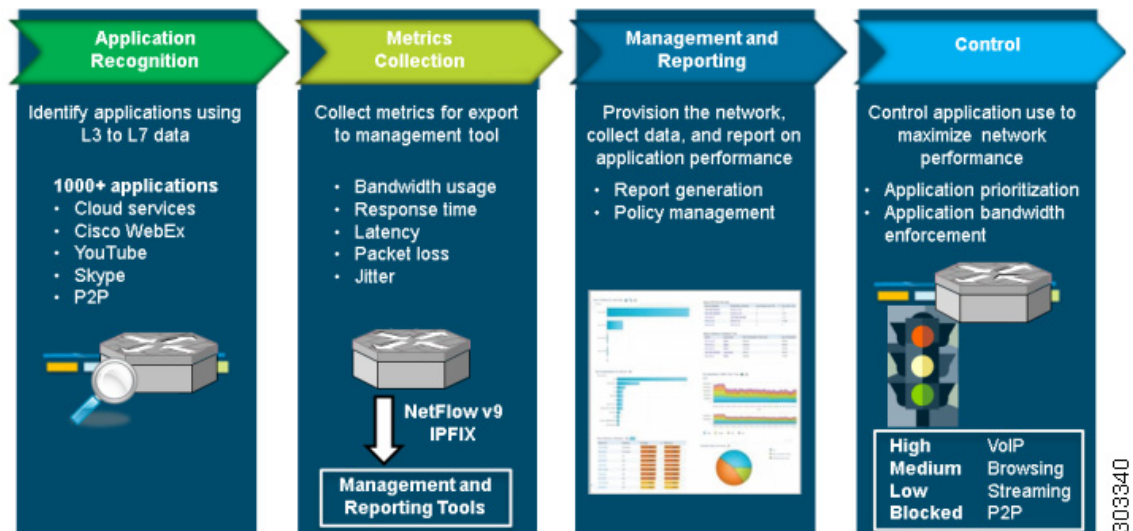 Application
Recognition
Identify applications using
L3 to L7 data
1000+ applications
• Cloud services
• Cisco WebEx
• YouTube
• Skype
• P2P
Metrics
Collection
Collect metrics for export
to management tool
• Bandwidth usage
• Response time
• Latency
• Packet loss
• Jitter
NetFlow v9
IPFIX
Management and
Reporting Tools
Management and
Reporting
Provision the network,
collect data, and report on
application performance
• Report generation
• Policy management
Control
Control application use to
maximize network
performance
• Application prioritization
• Application bandwidth
enforcement
High VoIP
Medium Browsing
Low Streaming
Blocked P2P
303340